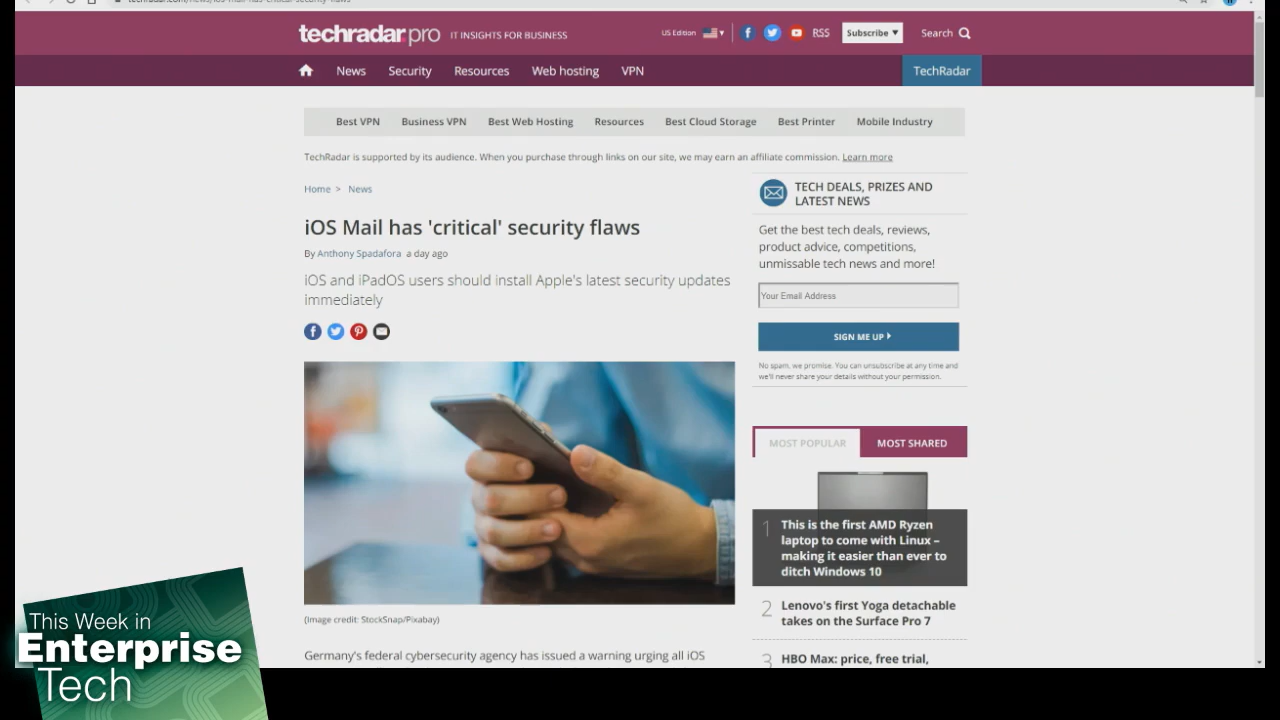 techradar.com/news/ios-mail-has-critical-security-flaws
techradar.pro IT INSIGHTS FOR BUSINESS
US Edition
RSS
Subscribe
Search
News Security Resources Web hosting VPN
TechRadar
Best VPN Business VPN Best Web Hosting Resources Best Cloud Storage Best Printer Mobile Industry
TechRadar is supported by its audience. When you purchase through links on our site, we may earn an affiliate commission. Learn more
Home > News
iOS Mail has 'critical' security flaws
By Anthony Spadafora a day ago
iOS and iPadOS users should install Apple's latest security updates
immediately
(Image credit: StockSnap/Pixabay)
Germany's federal cybersecurity agency has issued a warning urging all iOS
TECH DEALS, PRIZES AND
LATEST NEWS
Get the best tech deals, reviews,
product advice, competitions,
unmissable tech news and more!
Your Email Address
SIGN ME UP
No spam, we promise. You can unsubscribe at any time and
we'll never share your details without your permission.
MOST POPULAR MOST SHARED
1 This is the first AMD Ryzen
laptop to come with Linux –
making it easier than ever to
ditch Windows 10
2 Lenovo's first Yoga detachable
takes on the Surface Pro 7
3 HBO Max: price, free trial,
This Week in
Enterprise
Tech